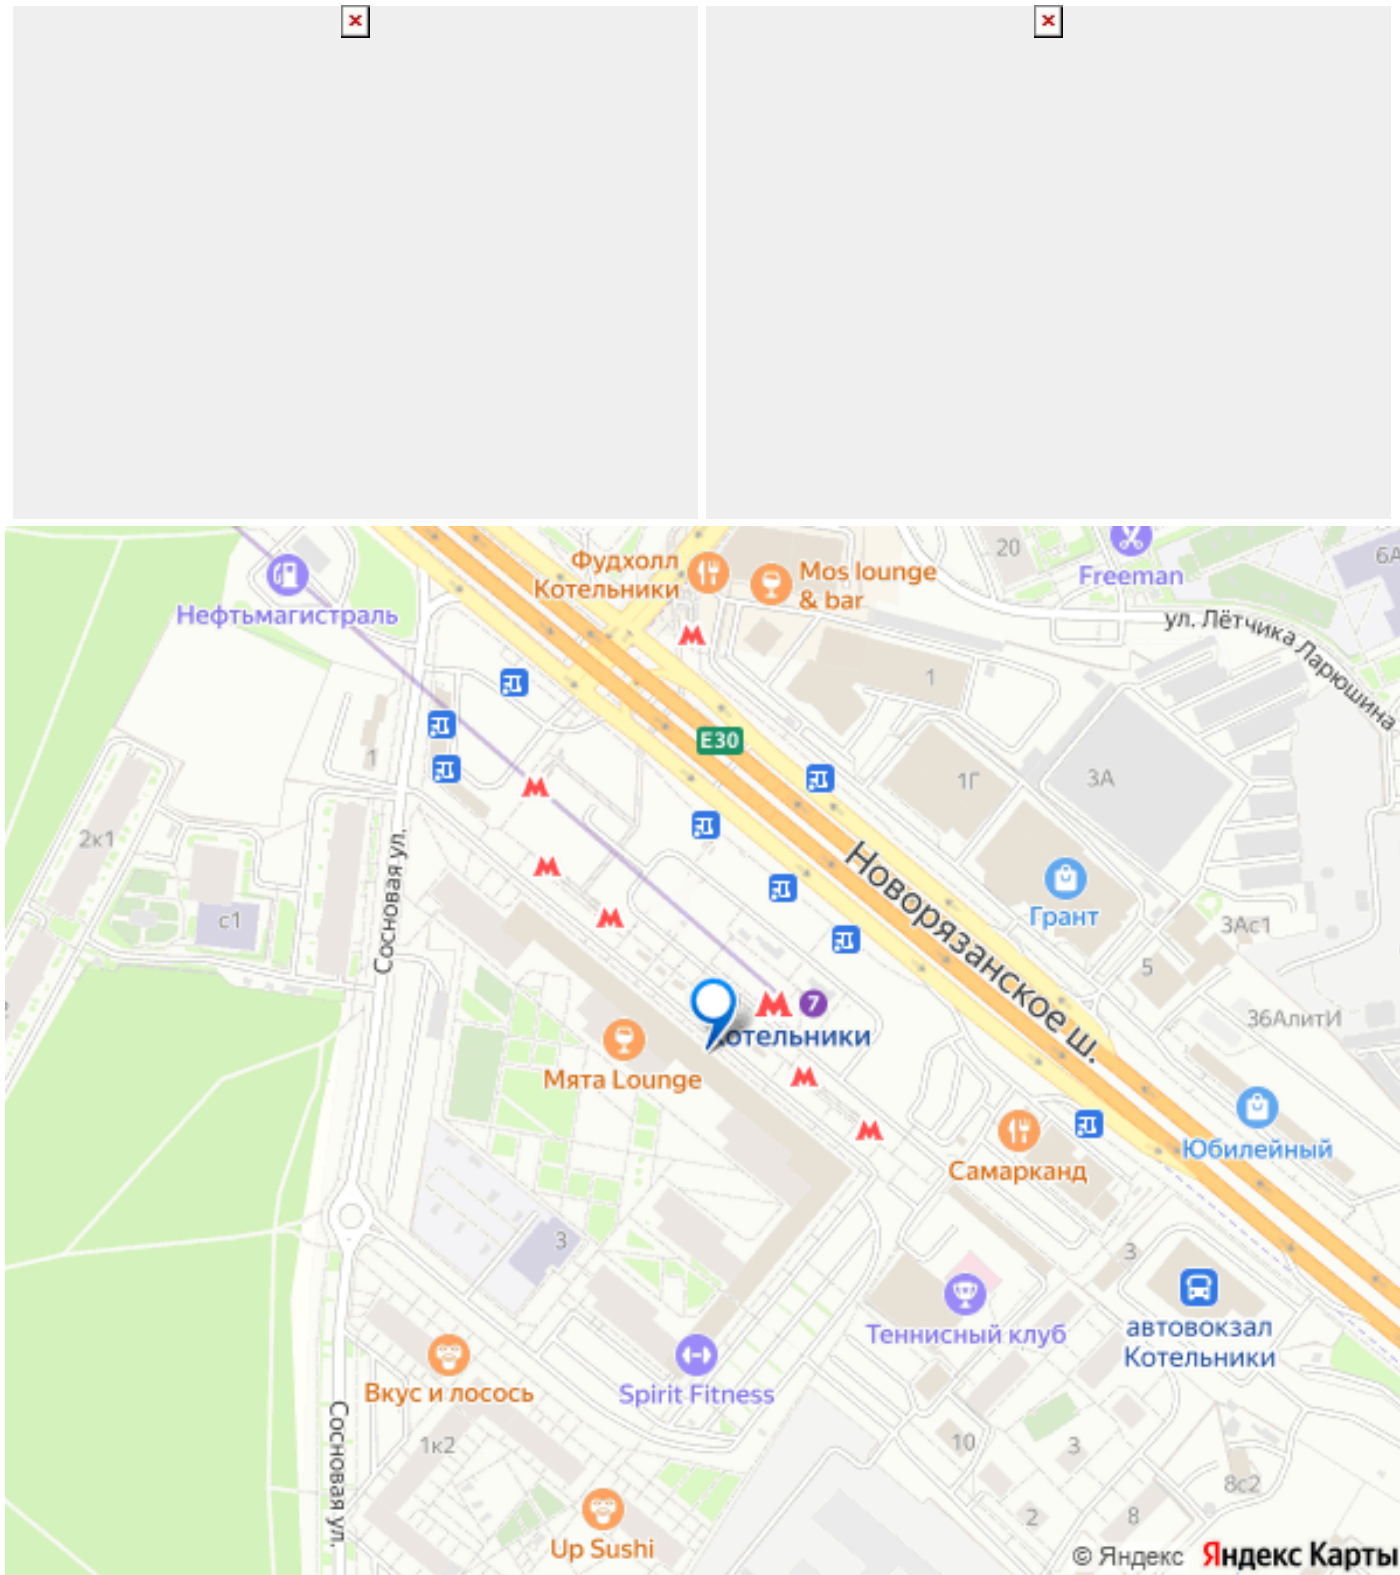 Фудхолл
Котельники
Mos lounge
& bar
20
Freeman
6А
Нефтьмагистраль
ул. Лётчика Ларюшина
1
E30
1
1Г
3А
2к1
Сосновая ул.
с1
Новорязанское ш.
Грант
3Ас1
5
7
Котельники
36АлитИ
Мята Lounge
Самарканд
Юбилейный
3
3
Теннисный клуб
автовокзал
Котельники
Вкус и лосось
Spirit Fitness
Сосновая ул.
1к2
10
3
8с2
2
8
Up Sushi
© Яндекс Яндекс Карты